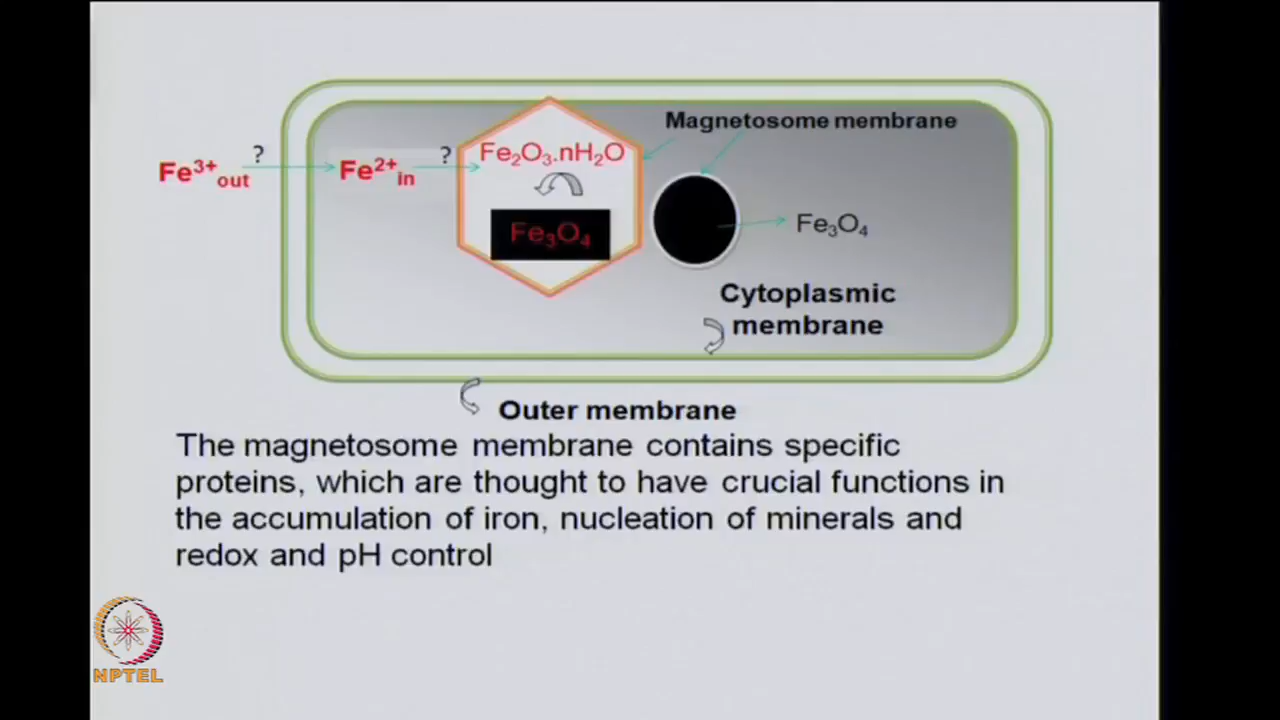 Magnetosome membrane
? ? Fe₂O₃.nH₂O
Fe³⁺out Fe²⁺in
Fe₃O₄ Fe₃O₄
Cytoplasmic
membrane
Outer membrane
The magnetosome membrane contains specific
proteins, which are thought to have crucial functions in
the accumulation of iron, nucleation of minerals and
redox and pH control
NPTEL